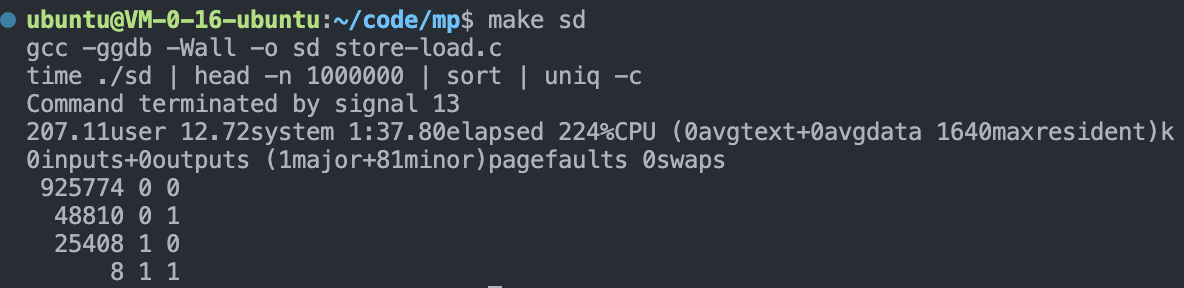 ubuntu@VM-0-16-ubuntu:~/code/mp$ make sd
gcc -ggdb -Wall -o sd store-load.c
time ./sd | head -n 1000000 | sort | uniq -c
Command terminated by signal 13
207.11user 12.72system 1:37.80elapsed 224%CPU (0avgtext+0avgdata 1640maxresident)k
0inputs+0outputs (1major+81minor)pagefaults 0swaps
 925774 0 0
  48810 0 1
  25408 1 0
      8 1 1